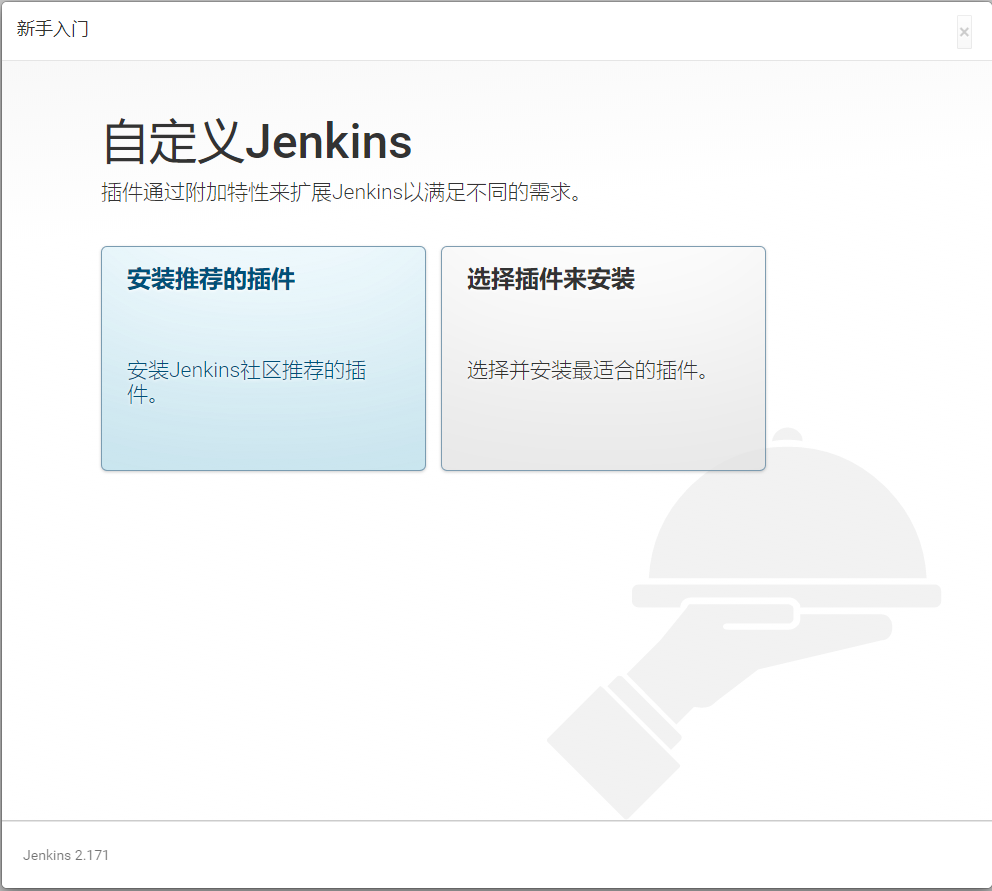 新手入门
×
自定义Jenkins
插件通过附加特性来扩展Jenkins以满足不同的需求。
安装推荐的插件
安装Jenkins社区推荐的插
件。
选择插件来安装
选择并安装最适合的插件。
Jenkins 2.171